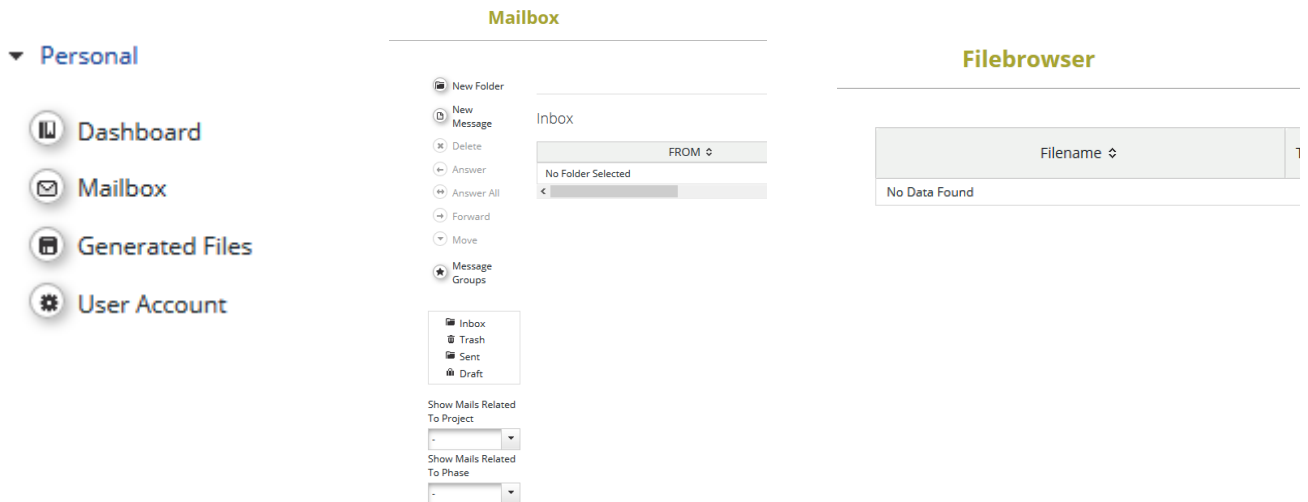 Personal
Dashboard
Mailbox
Generated Files
User Account
Mailbox
New Folder
New
Message
Delete
Answer
Answer All
Forward
Move
Message
Groups
Inbox
Trash
Sent
Draft
Show Mails Related
To Project
-
Show Mails Related
To Phase
-
Inbox
FROM
No Folder Selected
Filebrowser
Filename
No Data Found